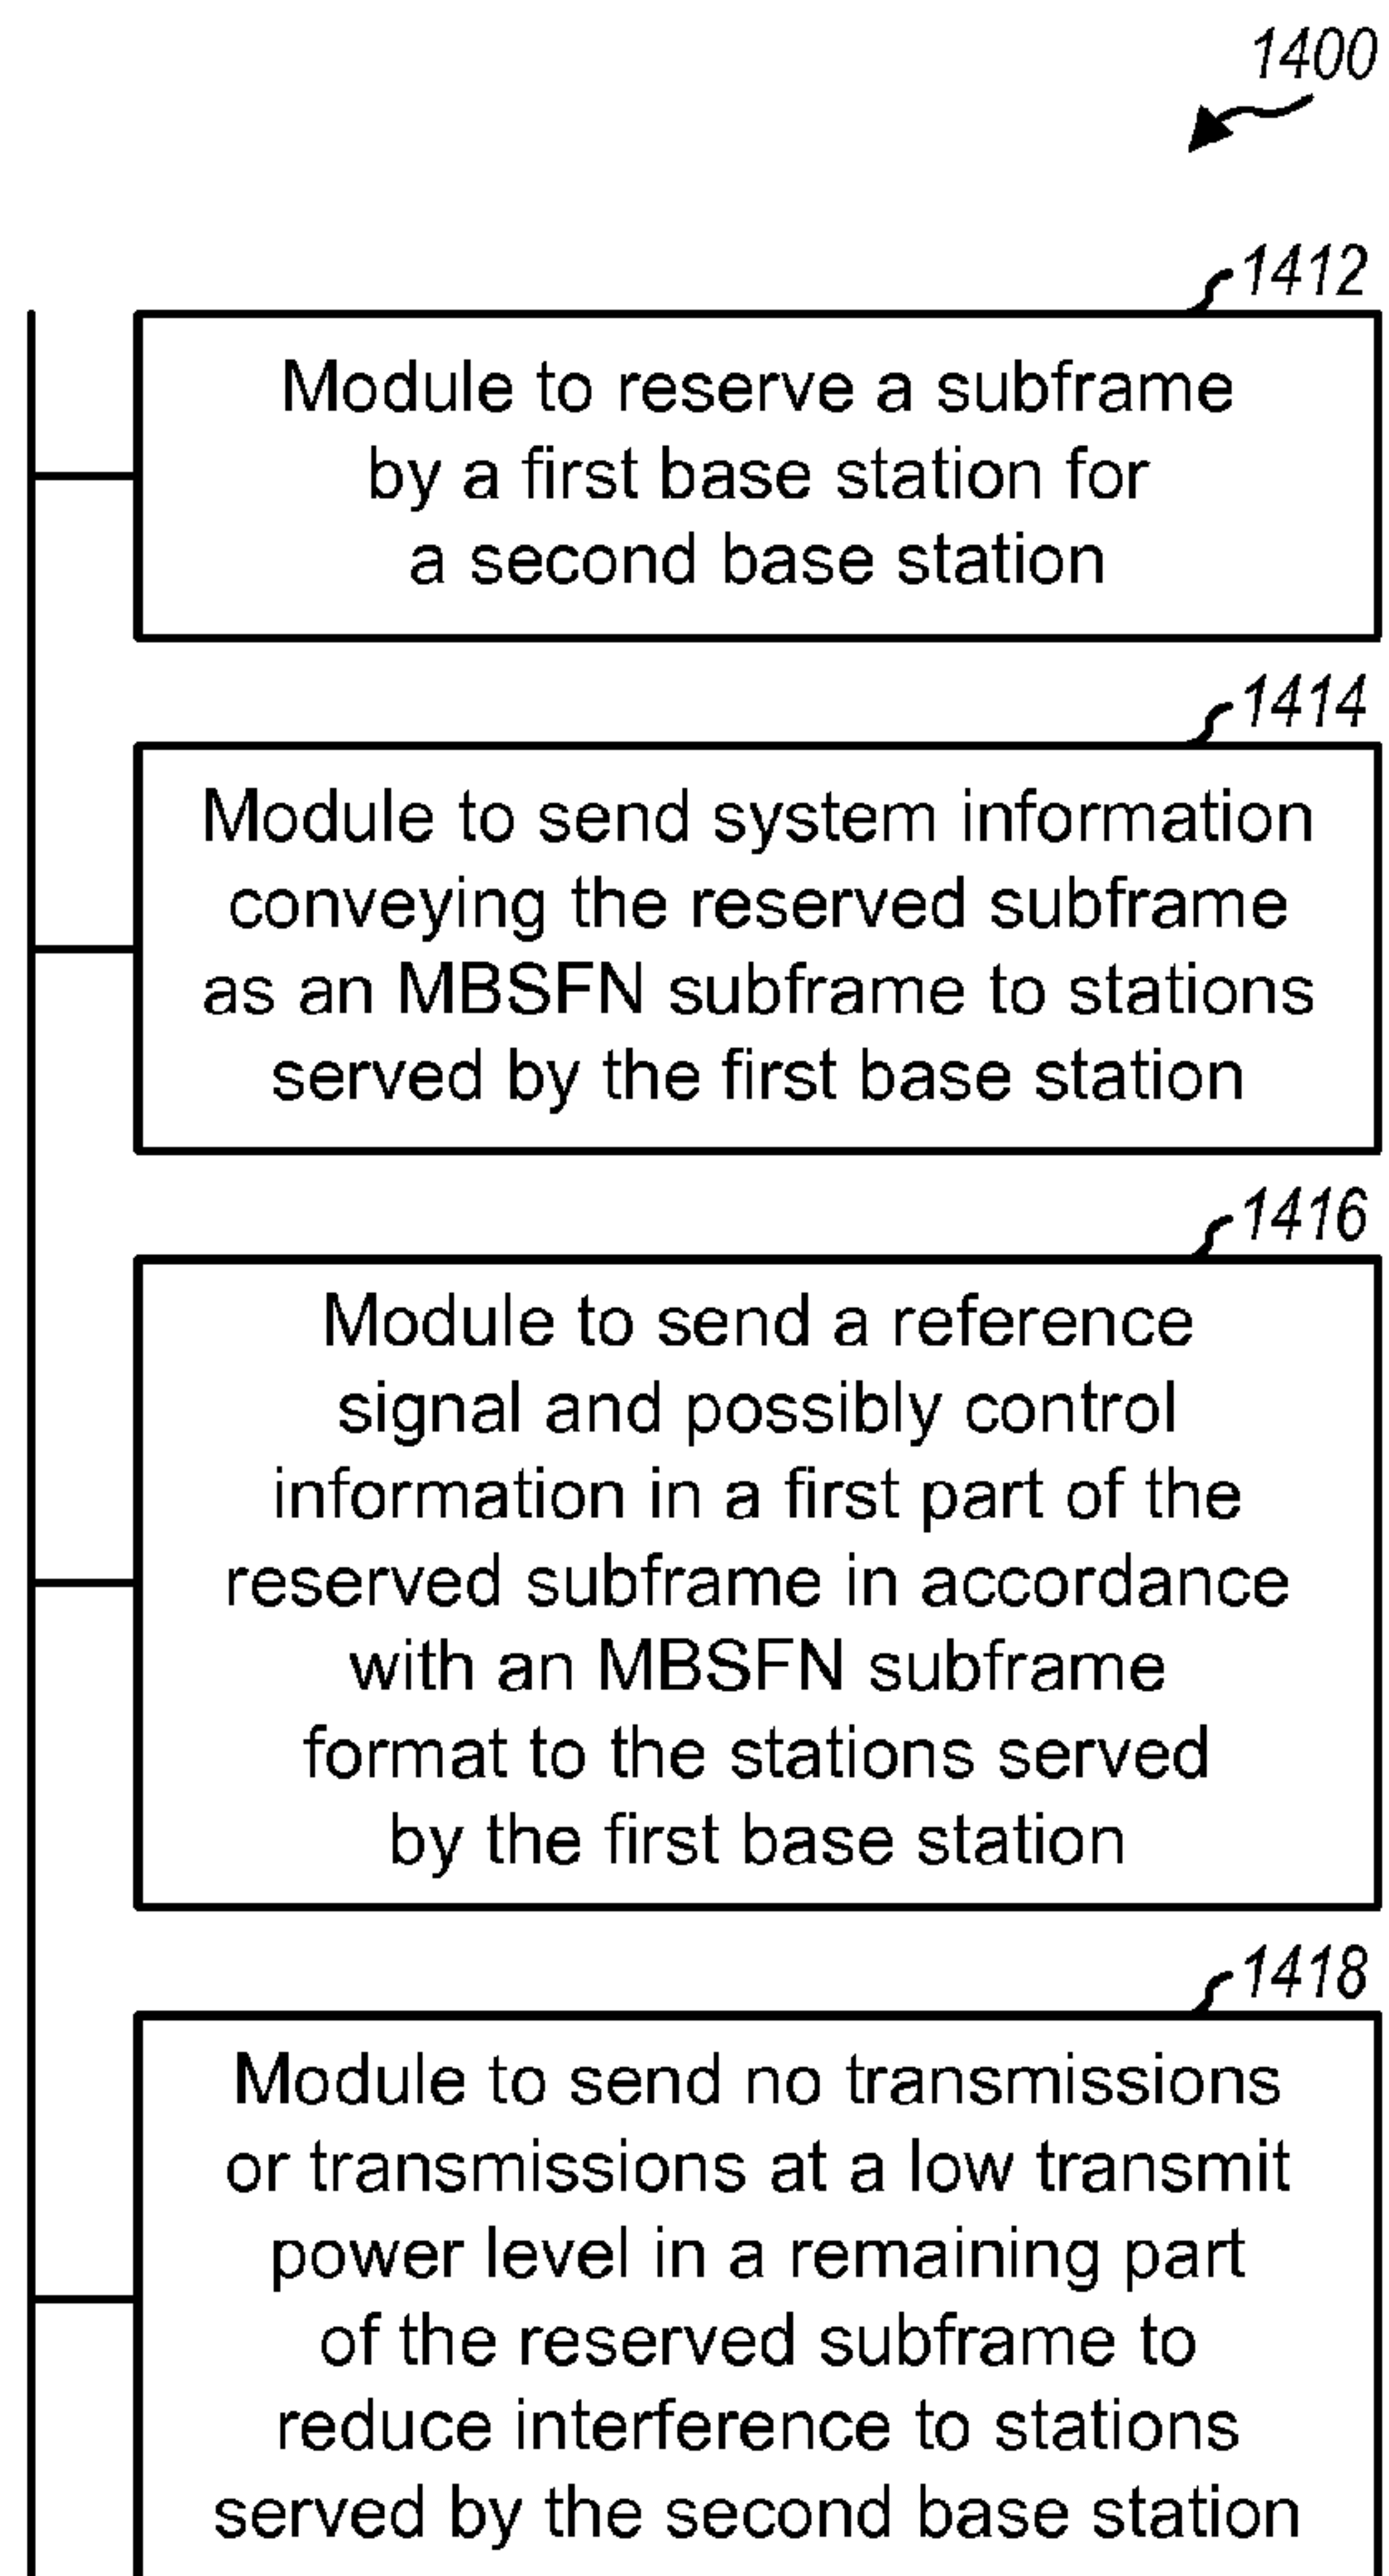 1400
1412
Module to reserve a subframe
by a first base station for
a second base station
1414
Module to send system information
conveying the reserved subframe
as an MBSFN subframe to stations
served by the first base station
1416
Module to send a reference
signal and possibly control
information in a first part of the
reserved subframe in accordance
with an MBSFN subframe
format to the stations served
by the first base station
1418
Module to send no transmissions
or transmissions at a low transmit
power level in a remaining part
of the reserved subframe to
reduce interference to stations
served by the second base station